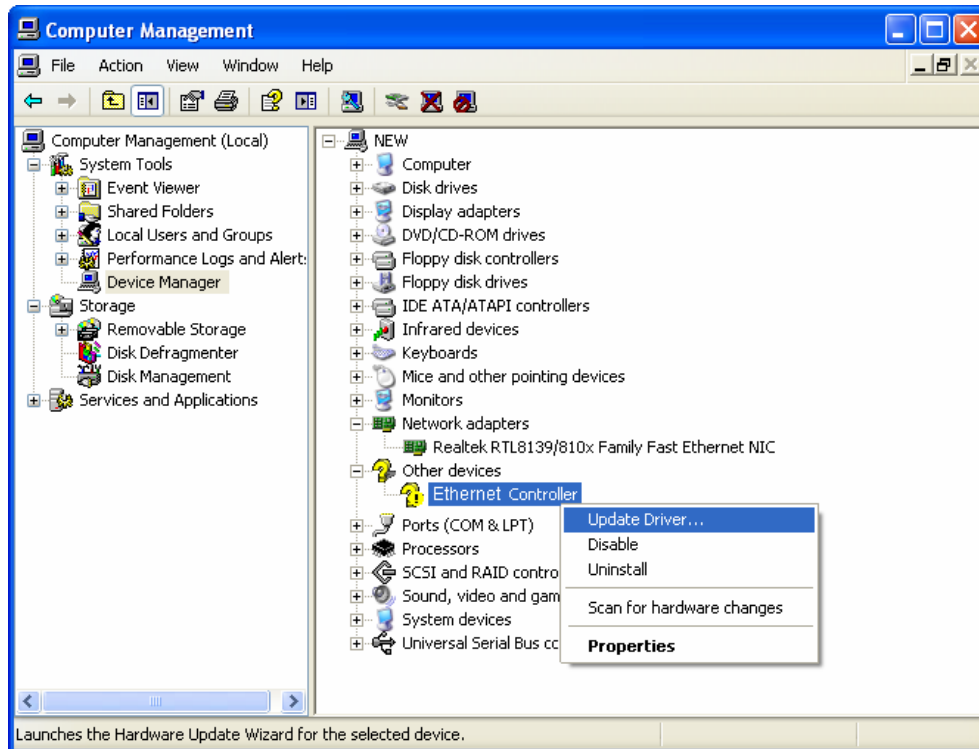 Computer Management
File Action View Window Help
Computer Management (Local)
System Tools
Event Viewer
Shared Folders
Local Users and Groups
Performance Logs and Alert
Device Manager
Storage
Removable Storage
Disk Defragmenter
Disk Management
Services and Applications
NEW
Computer
Disk drives
Display adapters
DVD/CD-ROM drives
Floppy disk controllers
Floppy disk drives
IDE ATA/ATAPI controllers
Infrared devices
Keyboards
Mice and other pointing devices
Monitors
Network adapters
Realtek RTL8139/810x Family Fast Ethernet NIC
Other devices
Ethernet Controller
Ports (COM & LPT)
Processors
SCSI and RAID contro
Sound, video and gam
System devices
Universal Serial Bus cc
Update Driver...
Disable
Uninstall
Scan for hardware changes
Properties
Launches the Hardware Update Wizard for the selected device.